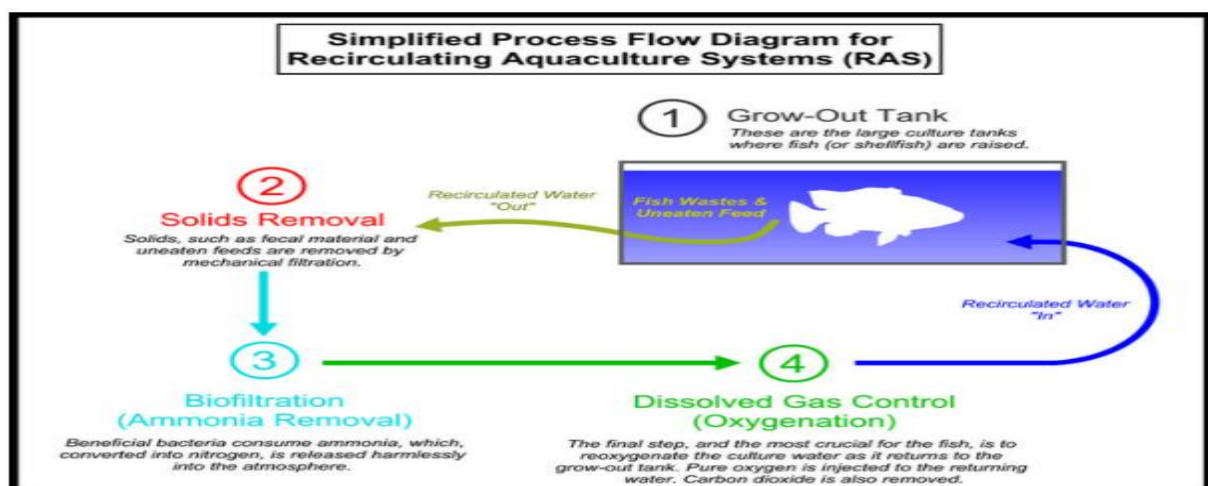 Simplified Process Flow Diagram for
Recirculating Aquaculture Systems (RAS)
1
Grow-Out Tank
These are the large culture tanks
where fish (or shellfish) are raised.
Fish Wastes &
Uneaten Feed
Recirculated Water
"Out"
2
Solids Removal
Solids, such as fecal material and
uneaten feeds are removed by
mechanical filtration.
3
Biofiltration
(Ammonia Removal)
Beneficial bacteria consume ammonia, which,
converted into nitrogen, is released harmlessly
into the atmosphere.
4
Dissolved Gas Control
(Oxygenation)
The final step, and the most crucial for the fish, is to
reoxygenate the culture water as it returns to the
grow-out tank. Pure oxygen is injected to the returning
water. Carbon dioxide is also removed.
Recirculated Water
"In"